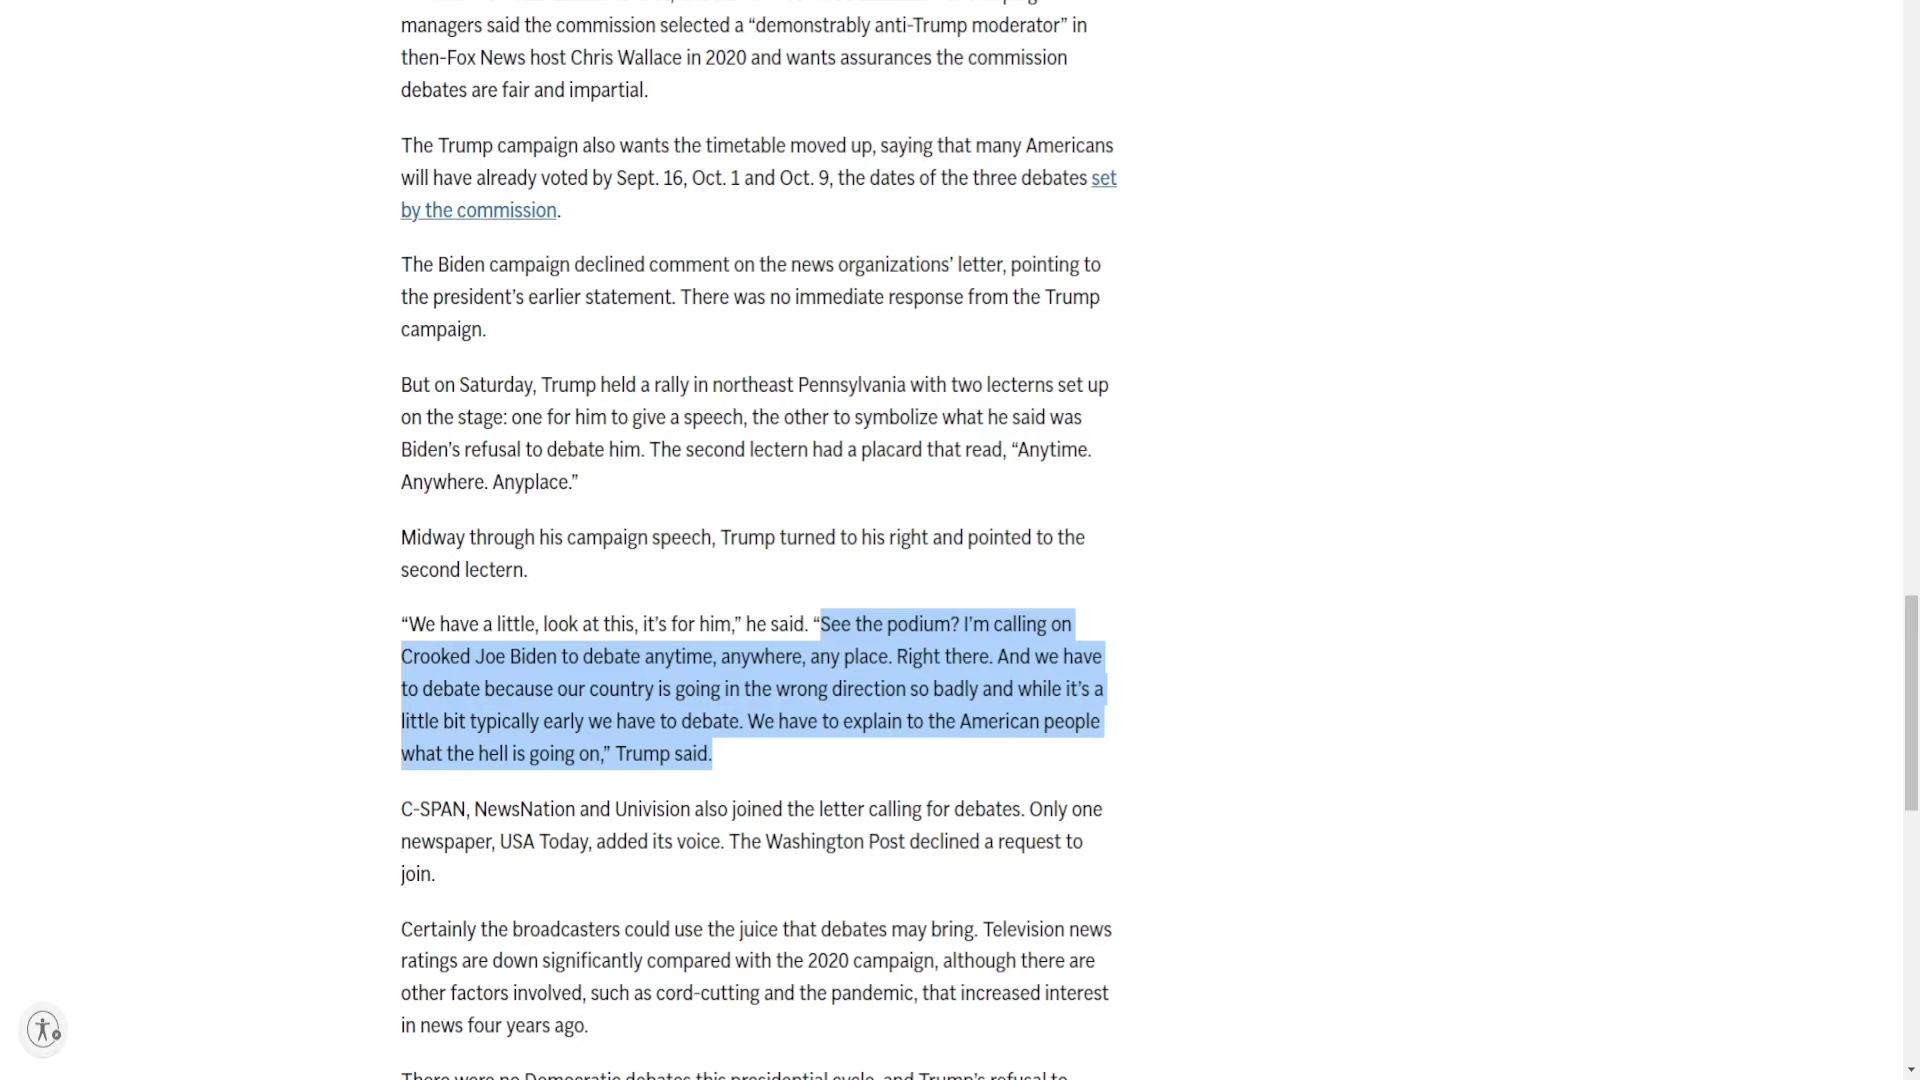 managers said the commission selected a “demonstrably anti-Trump moderator” in
then-Fox News host Chris Wallace in 2020 and wants assurances the commission
debates are fair and impartial.
The Trump campaign also wants the timetable moved up, saying that many Americans
will have already voted by Sept. 16, Oct. 1 and Oct. 9, the dates of the three debates set
by the commission.
The Biden campaign declined comment on the news organizations’ letter, pointing to
the president’s earlier statement. There was no immediate response from the Trump
campaign.
But on Saturday, Trump held a rally in northeast Pennsylvania with two lecterns set up
on the stage: one for him to give a speech, the other to symbolize what he said was
Biden’s refusal to debate him. The second lectern had a placard that read, “Anytime.
Anywhere. Anyplace.”
Midway through his campaign speech, Trump turned to his right and pointed to the
second lectern.
“We have a little, look at this, it’s for him,” he said. “See the podium? I’m calling on
Crooked Joe Biden to debate anytime, anywhere, any place. Right there. And we have
to debate because our country is going in the wrong direction so badly and while it’s a
little bit typically early we have to debate. We have to explain to the American people
what the hell is going on,” Trump said.
C-SPAN, NewsNation and Univision also joined the letter calling for debates. Only one
newspaper, USA Today, added its voice. The Washington Post declined a request to
join.
Certainly the broadcasters could use the juice that debates may bring. Television news
ratings are down significantly compared with the 2020 campaign, although there are
other factors involved, such as cord-cutting and the pandemic, that increased interest
in news four years ago.
There were no Democratic debates this presidential cycle, and Trump’s refusal to